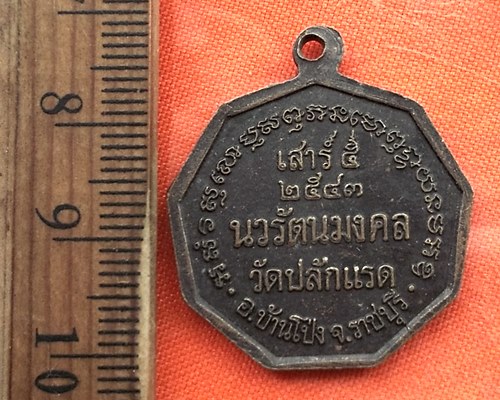 8
9
10
เสาร์ ๕
๒๕๔๓
นวรัตนมงคล
วัดปลักแรด
อ.บ้านโป่ง จ.ราชบุรี